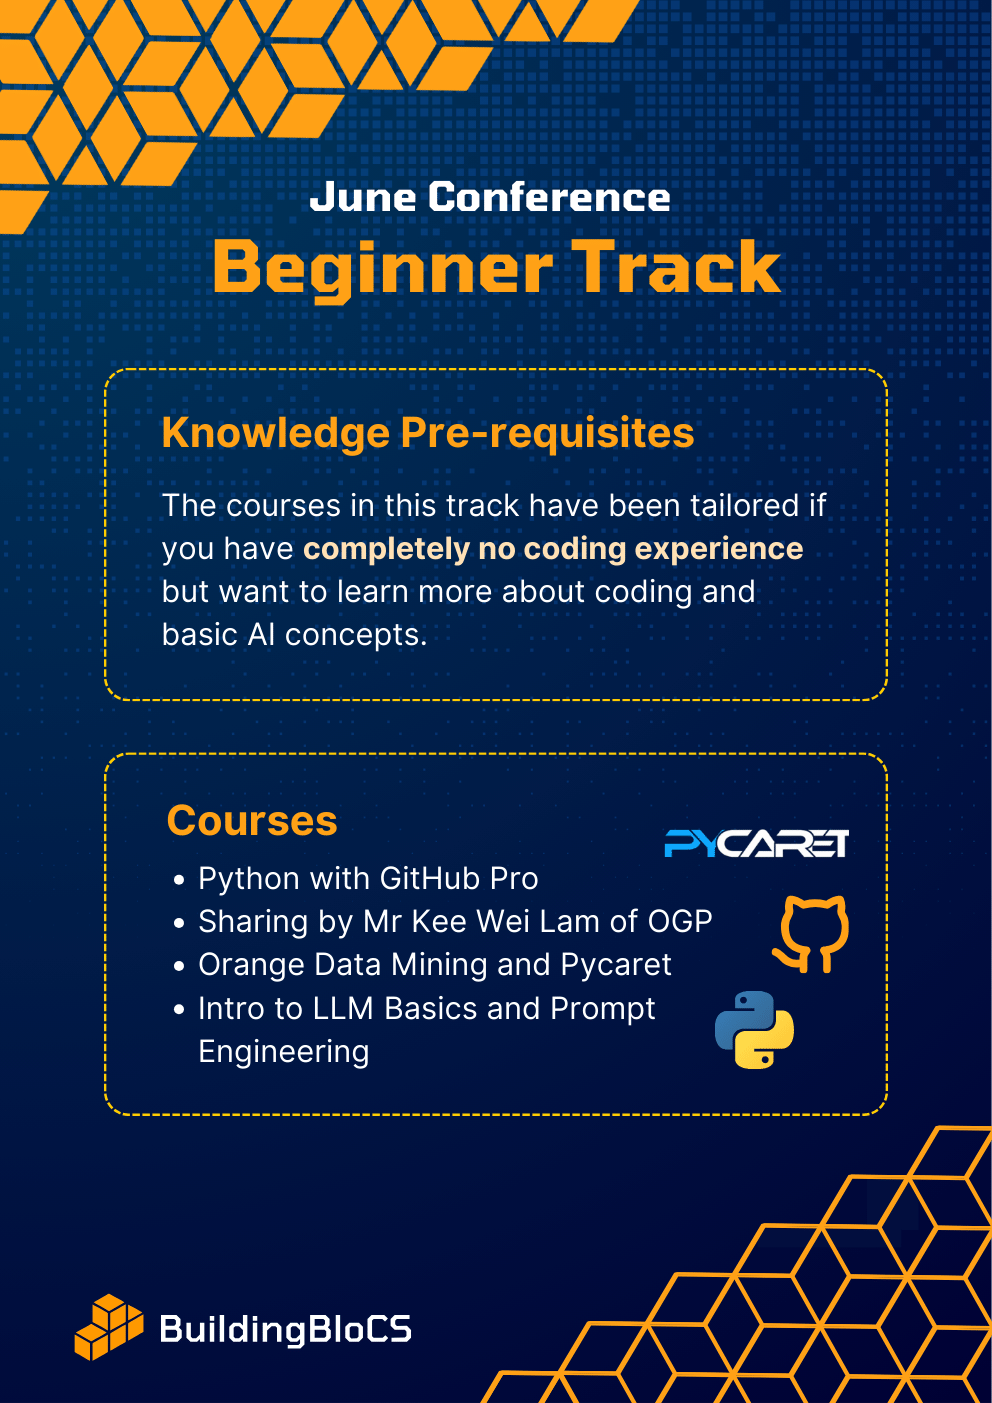 June Conference
Beginner Track
Knowledge Pre-requisites
The courses in this track have been tailored if
you have completely no coding experience
but want to learn more about coding and
basic AI concepts.
Courses
PYCARET
• Python with GitHub Pro
• Sharing by Mr Kee Wei Lam of OGP
• Orange Data Mining and Pycaret
• Intro to LLM Basics and Prompt
Engineering
BuildingBloCS